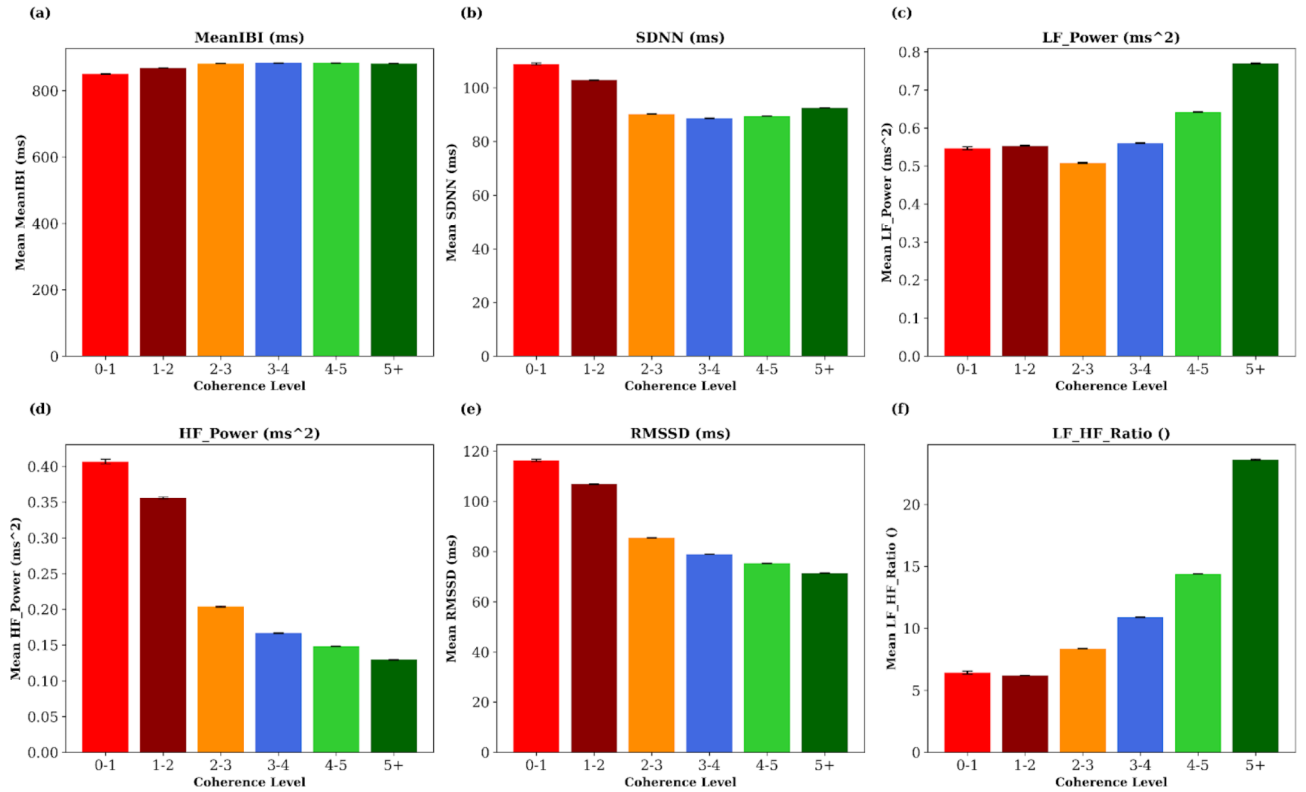 (a)
MeanIBI (ms)
Mean MeanIBI (ms)
800
600
400
200
0
0-1 1-2 2-3 3-4 4-5 5+
Coherence Level
(b)
SDNN (ms)
Mean SDNN (ms)
100
80
60
40
20
0
0-1 1-2 2-3 3-4 4-5 5+
Coherence Level
(c)
LF_Power (ms^2)
Mean LF_Power (ms^2)
0.8
0.7
0.6
0.5
0.4
0.3
0.2
0.1
0.0
0-1 1-2 2-3 3-4 4-5 5+
Coherence Level
(d)
HF_Power (ms^2)
Mean HF_Power (ms^2)
0.40
0.35
0.30
0.25
0.20
0.15
0.10
0.05
0.00
0-1 1-2 2-3 3-4 4-5 5+
Coherence Level
(e)
RMSSD (ms)
Mean RMSSD (ms)
120
100
80
60
40
20
0
0-1 1-2 2-3 3-4 4-5 5+
Coherence Level
(f)
LF_HF_Ratio ()
Mean LF_HF_Ratio ()
20
15
10
5
0
0-1 1-2 2-3 3-4 4-5 5+
Coherence Level